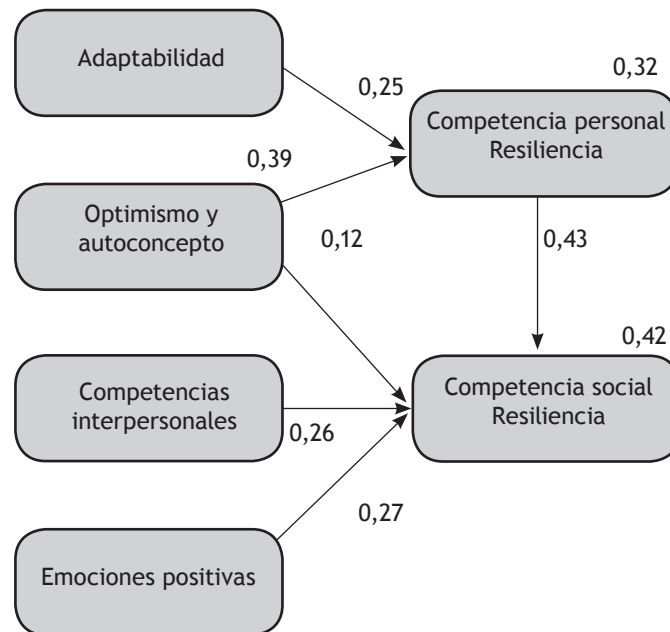 Adaptabilidad
0,25
0,32
Competencia personal
Resiliencia
0,39
Optimismo y
autoconcepto
0,12
0,43
0,42
Competencias
interpersonales
0,26
Competencia social
Resiliencia
0,27
Emociones positivas